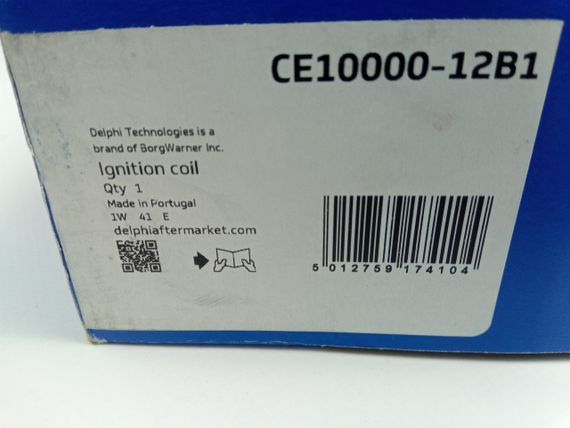 CE10000-12B1
Delphi Technologies is a
brand of BorgWarner Inc.
Ignition coil
Qty 1
Made in Portugal
1W 41 E
delphiaftermarket.com
5 012759 174104